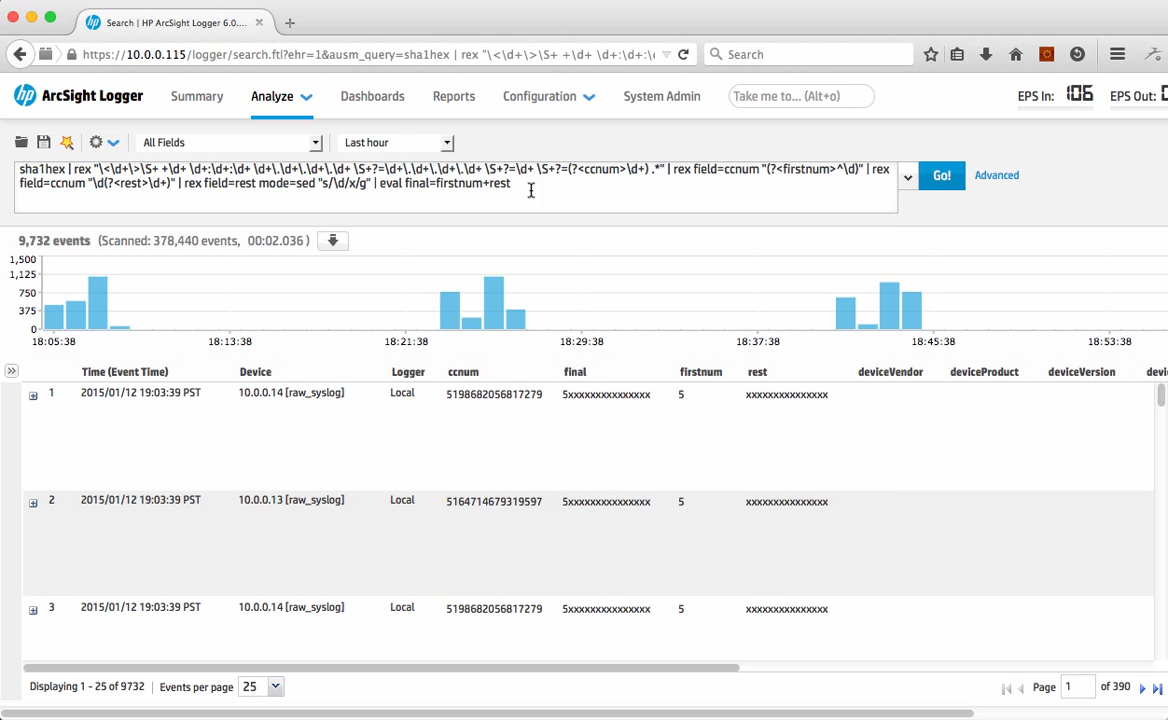 Search | HP ArcSight Logger 6.0....
https://10.0.0.115/logger/search.ftl?ehr=1&ausm_query=sha1hex | rex "\<\d+\>\S+ +\d+ \d+:\d+:\
Search
hp ArcSight Logger
Summary
Analyze
Dashboards
Reports
Configuration
System Admin
Take me to... (Alt+o)
EPS In: 106
EPS Out:
All Fields
Last hour
sha1hex | rex "\<\d+\>\S+ +\d+ \d+:\d+:\d+ \d+\.\d+\.\d+\.\d+ \S+?=\d+\.\d+\.\d+\.\d+ \S+?=\d+ \S+?=(?<ccnum>\d+) .*" | rex field=ccnum "(?<firstnum>^\d)" | rex
field=ccnum "\d(?<rest>\d+)" | rex field=rest mode=sed "s/\d/x/g" | eval final=firstnum+rest
Go!
Advanced
9,732 events (Scanned: 378,440 events, 00:02.036 )
1,500
1,125
750
375
0
18:05:38 18:13:38 18:21:38 18:29:38 18:37:38 18:45:38 18:53:38
Time (Event Time) Device Logger ccnum final firstnum rest deviceVendor deviceProduct deviceVersion devi
1 2015/01/12 19:03:39 PST 10.0.0.14 [raw_syslog] Local 5198682056817279 5xxxxxxxxxxxxxxx 5 xxxxxxxxxxxxxxx
2 2015/01/12 19:03:39 PST 10.0.0.13 [raw_syslog] Local 5164714679319597 5xxxxxxxxxxxxxxx 5 xxxxxxxxxxxxxxx
3 2015/01/12 19:03:39 PST 10.0.0.14 [raw_syslog] Local 5198682056817279 5xxxxxxxxxxxxxxx 5 xxxxxxxxxxxxxxx
Displaying 1 - 25 of 9732 | Events per page 25
Page 1 of 390